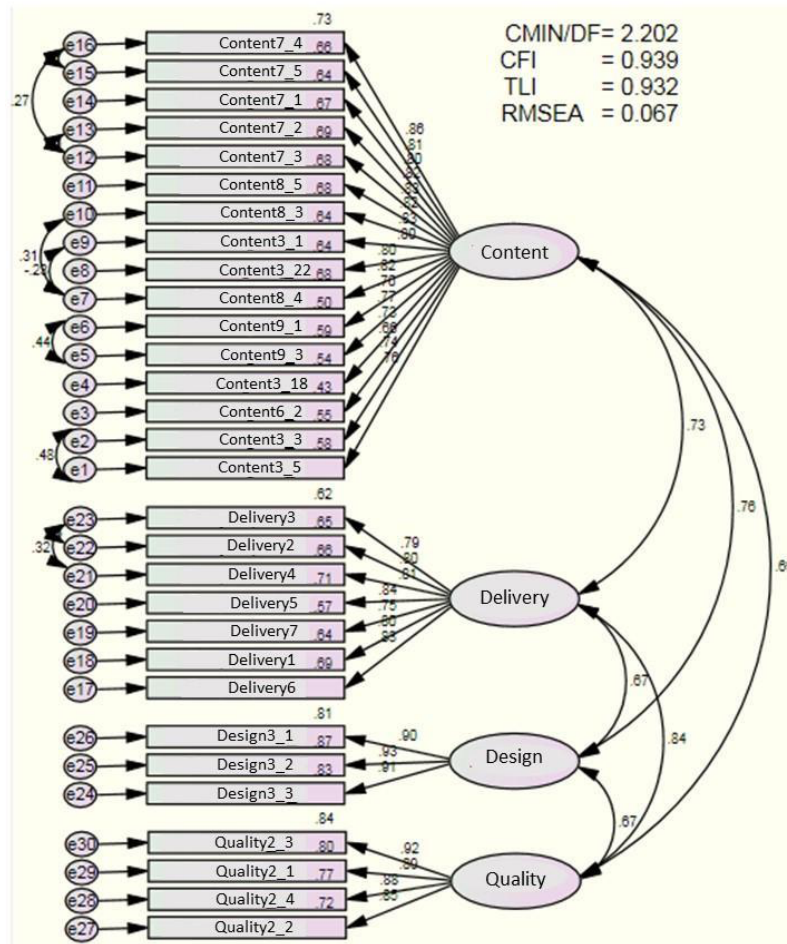 .73
CMIN/DF= 2.202
CFI = 0.939
TLI = 0.932
RMSEA = 0.067
e16 Content7_4 .66
e15 Content7_5 .64
e14 Content7_1 .67
e13 Content7_2 .69
e12 Content7_3 .68
e11 Content8_5 .68
e10 Content8_3 .64
e9 Content3_1 .64
e8 Content3_22 .68
e7 Content8_4 .50
e6 Content9_1 .59
e5 Content9_3 .54
e4 Content3_18 .43
e3 Content6_2 .55
e2 Content3_3 .58
e1 Content3_5
.27
.31
.44
.48
.86
.81
.80
.80
.82
.77
.73
.74
.76
Content
.73
.76
.62
e23 Delivery3 .65
e22 Delivery2 .66
e21 Delivery4 .71
e20 Delivery5 .57
e19 Delivery7 .64
e18 Delivery1 .69
e17 Delivery6
.32
.79
.80
.81
.84
.75
.80
.83
Delivery
.67
.84
.81
e26 Design3_1 .87
e25 Design3_2 .83
e24 Design3_3
.90
.93
.91
Design
.67
.84
e30 Quality2_3 .80
e29 Quality2_1 .77
e28 Quality2_4 .72
e27 Quality2_2
.92
.89
.88
.85
Quality